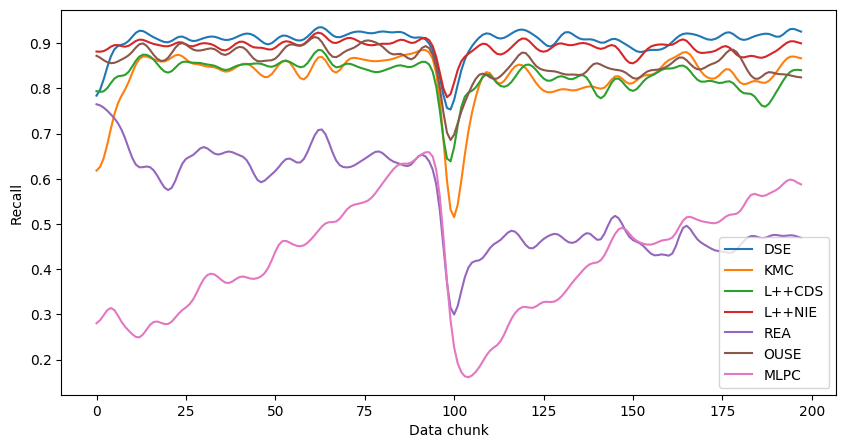 Recall
0.9
0.8
0.7
0.6
0.5
0.4
0.3
0.2
DSE
KMC
L++CDS
L++NIE
REA
OUSE
MLPC
0 25 50 75 100 125 150 175 200
Data chunk